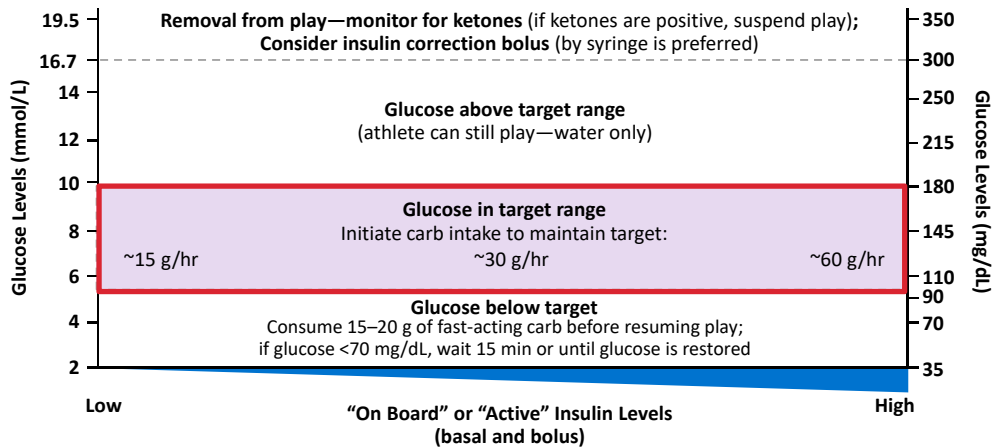 19.5
16.7
14
12
10
8
6
4
2
Glucose Levels (mmol/L)
Removal from play—monitor for ketones (if ketones are positive, suspend play);
Consider insulin correction bolus (by syringe is preferred)
Glucose above target range
(athlete can still play—water only)
Glucose in target range
Initiate carb intake to maintain target:
~15 g/hr ~30 g/hr ~60 g/hr
Glucose below target
Consume 15–20 g of fast-acting carb before resuming play;
if glucose <70 mg/dL, wait 15 min or until glucose is restored
350
300
250
215
180
145
110
90
70
35
Glucose Levels (mg/dL)
Low High
“On Board” or “Active” Insulin Levels
(basal and bolus)